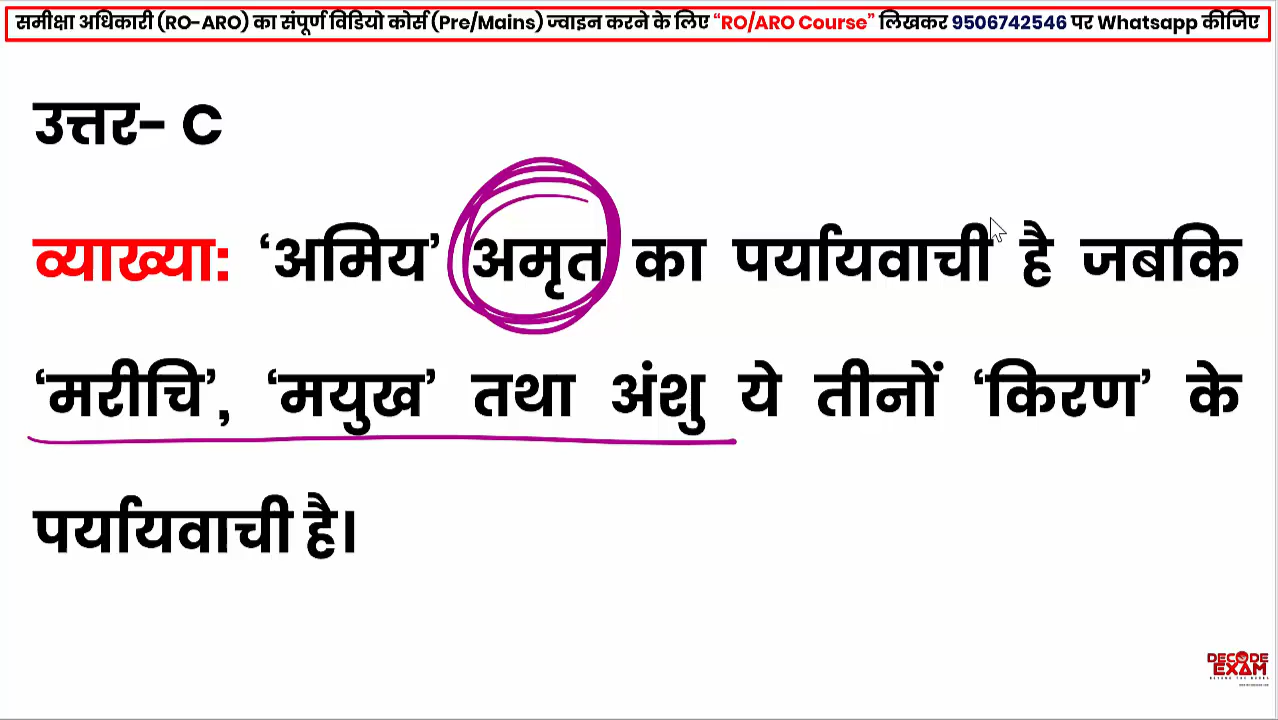 समीक्षा अधिकारी (RO-ARO) का संपूर्ण विडियो कोर्स (Pre/Mains) ज्वाइन करने के लिए “RO/ARO Course” लिखकर 9506742546 पर Whatsapp कीजिए
उत्तर- C
व्याख्या: ‘अमिय’ अमृत का पर्यायवाची है जबकि
‘मरीचि’, ‘मयुख’ तथा अंशु ये तीनों ‘किरण’ के
पर्यायवाची है।
DECODE
EXAM